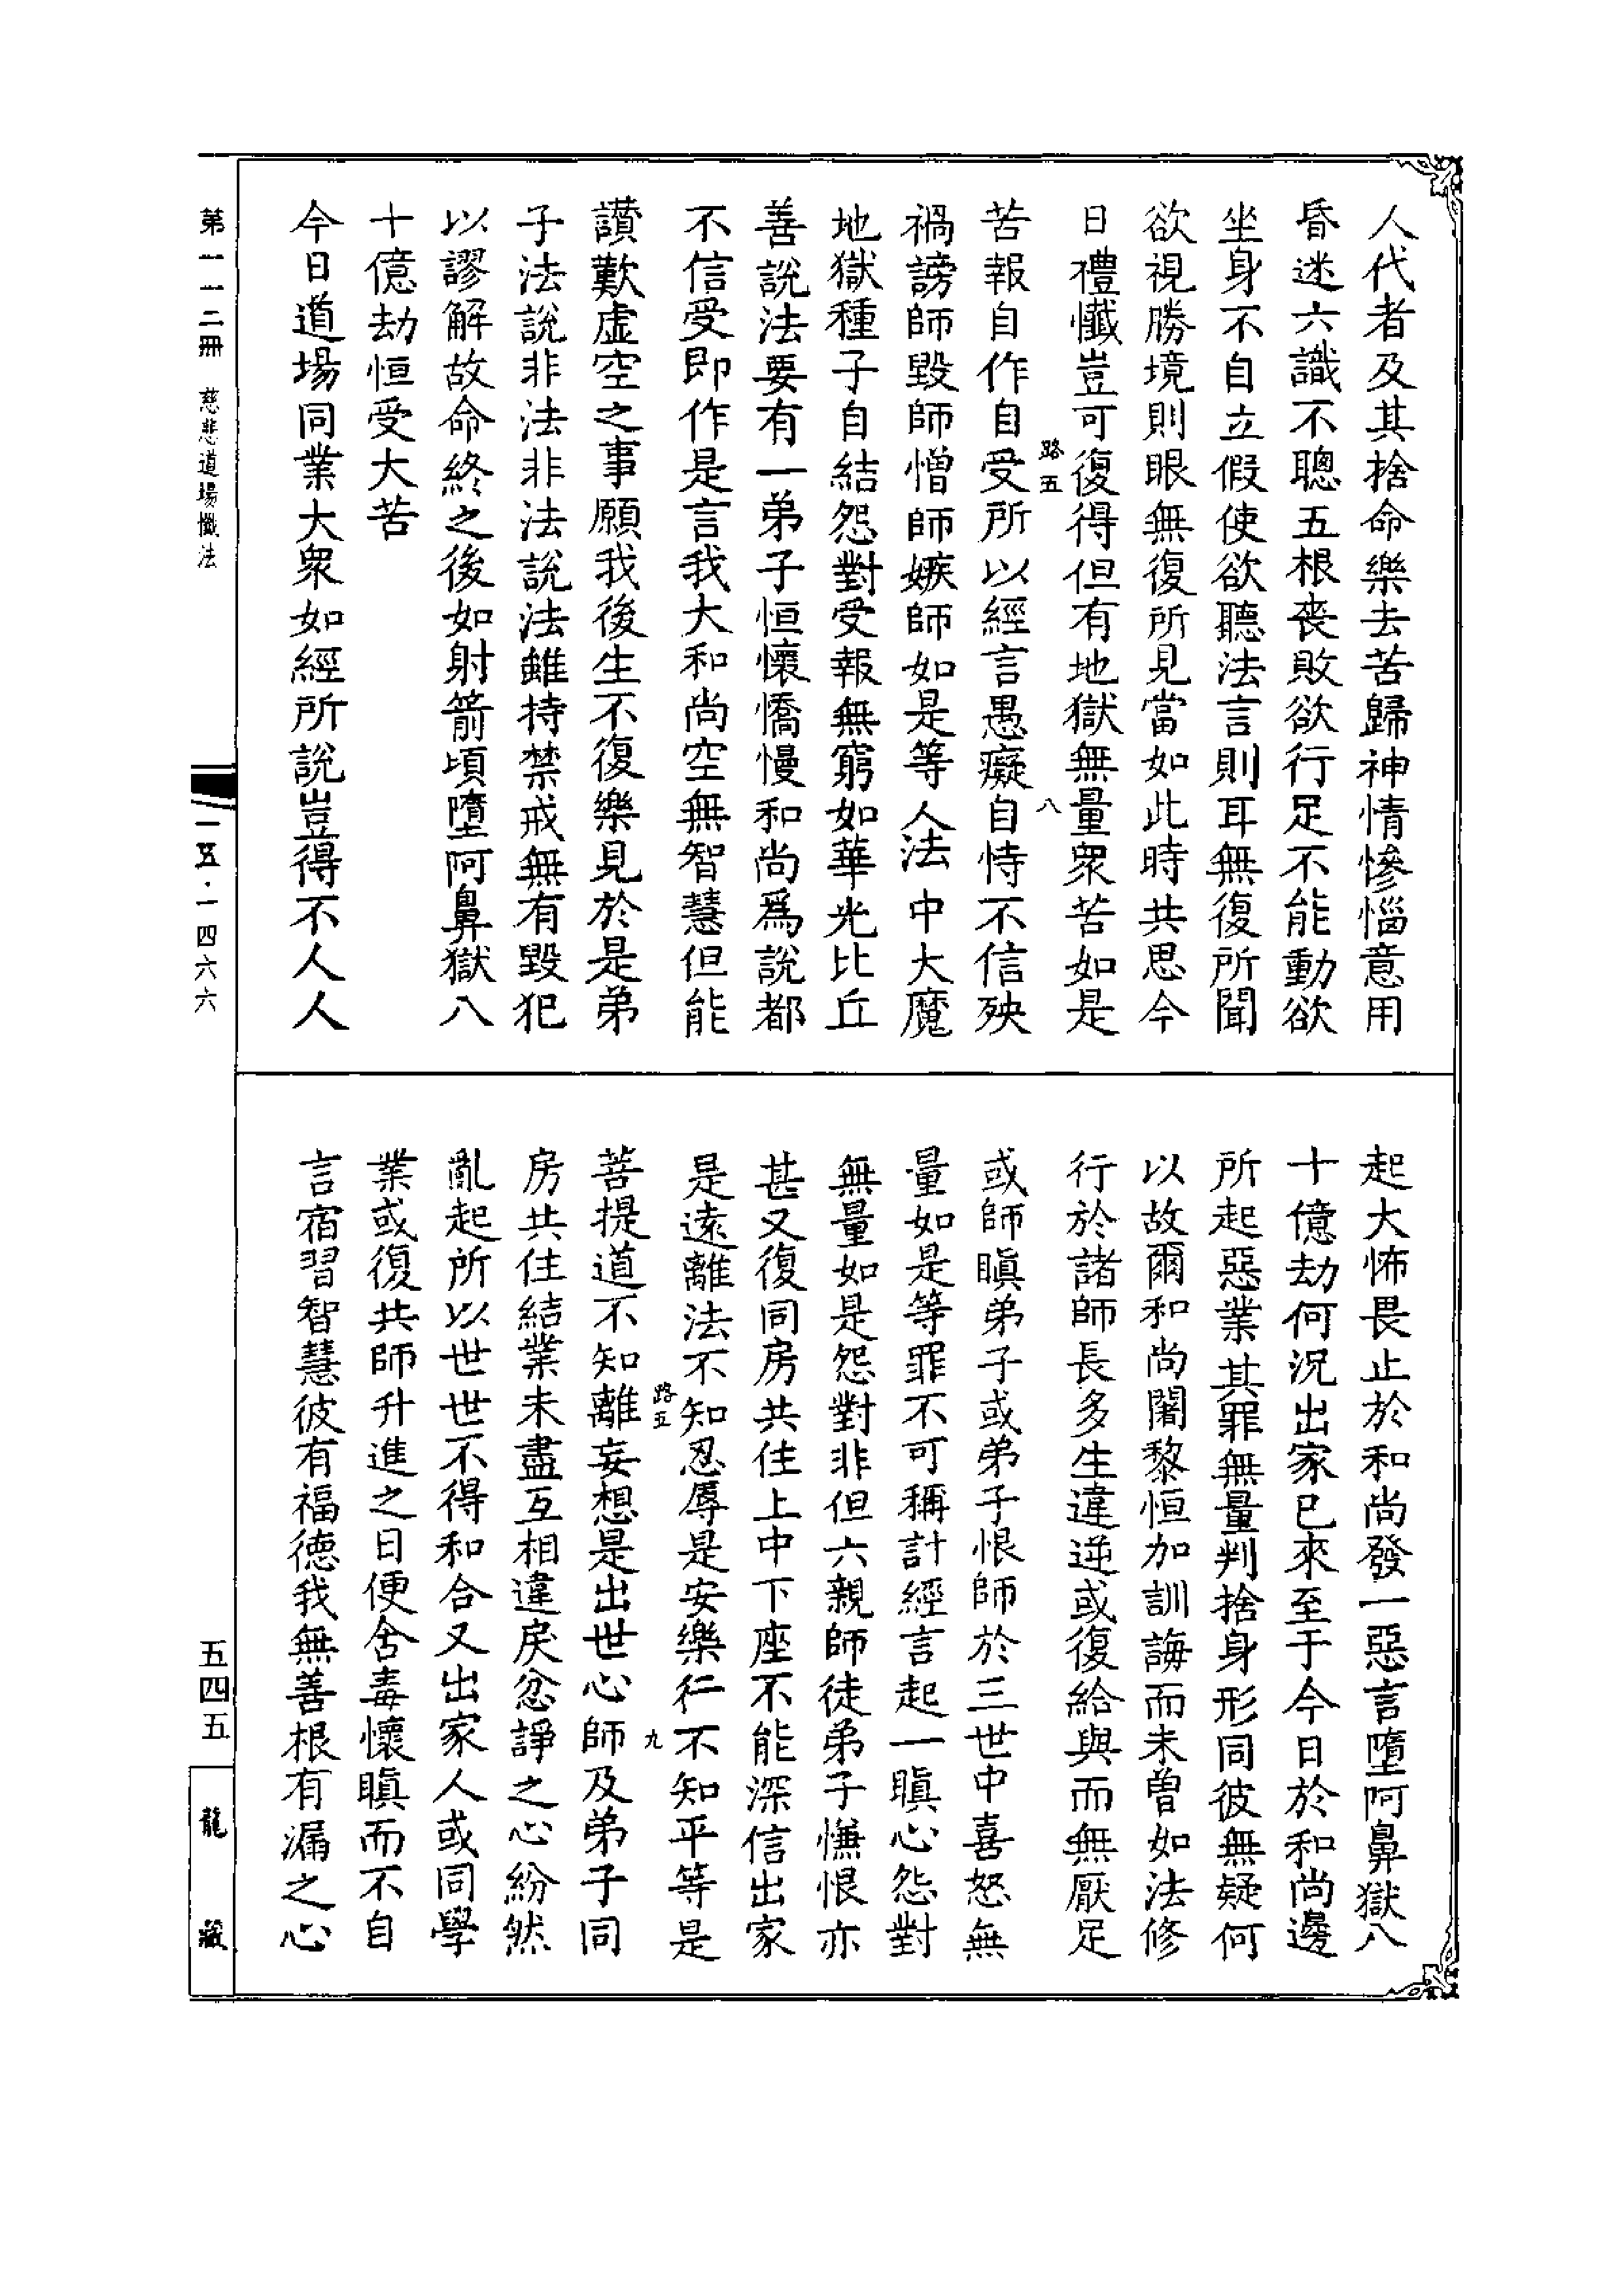 人代者及其捨命樂去苦歸神情慘惱意用
昏迷六識不聰五根喪敗欲行足不能動欲
坐身不自立假使欲聽法言則耳無復所聞
欲視勝境則眼無復所見當如此時共思今
日禮懺豈可復得但有地獄無量衆苦如是
路五
八
苦報自作自受所以經言愚癡自恃不信殃
禍謗師毀師憎師嫉師如是等人法中大魔
地獄種子自結怨對受報無窮如華光比丘
善說法要有一弟子恒懷憍慢和尚爲說都
不信受即作是言我大和尚空無智慧但能
讚歎虛空之事願我後生不復樂見於是弟
子法說非法非法說法雖持禁戒無有毀犯
以謬解故命終之後如射箭頃墮阿鼻獄八
十億劫恒受大苦
今日道場同業大衆如經所說豈得不人人
起大怖畏止於和尚發一惡言墮阿鼻獄八
十億劫何況出家已來至于今日於和尚邊
所起惡業其罪無量判捨身形同彼無疑何
以故爾和尚闍黎恒加訓誨而未曾如法修
行於諸師長多生違逆或復給與而無厭足
或師瞋弟子或弟子恨師於三世中喜怒無
量如是等罪不可稱計經言起一瞋心怨對
無量如是怨對非但六親師徒弟子慊恨亦
甚又復同房共住上中下座不能深信出家
是遠離法不知忍辱是安樂行不知平等是
路五
九
菩提道不知離妄想是出世心師及弟子同
房共住結業未盡互相違戾忿諍之心紛然
亂起所以世世不得和合又出家人或同學
業或復共師升進之日便舍毒懷瞋而不自
言宿習智慧彼有福德我無善根有漏之心
第一一二冊 慈悲道場懺法
一五·一四六六
五四五
龍藏